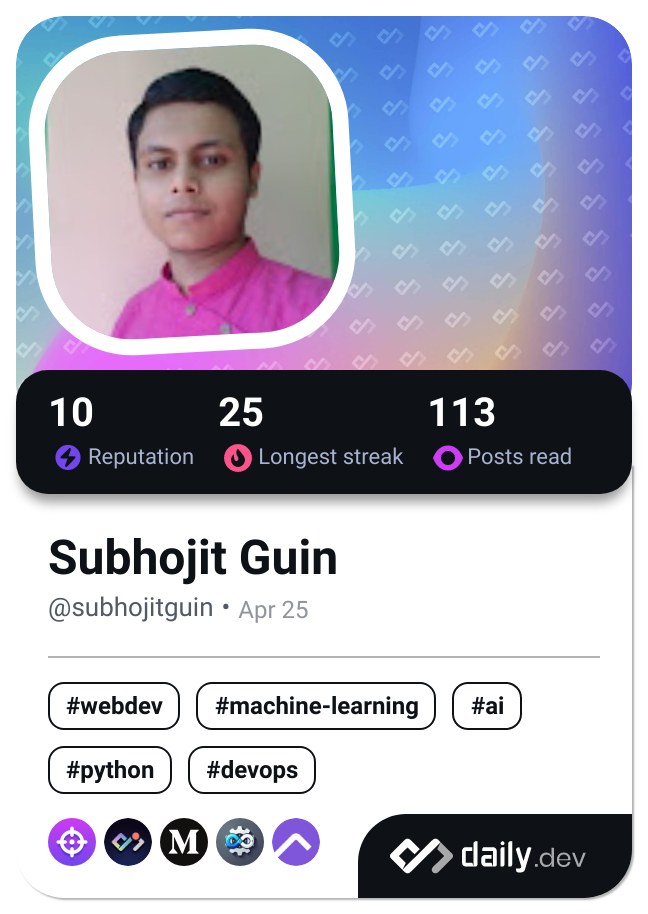 10 25 113
Reputation Longest streak Posts read
Subhojit Guin
@subhojitguin • Apr 25
#webdev #machine-learning #ai
#python #devops
M daily.dev